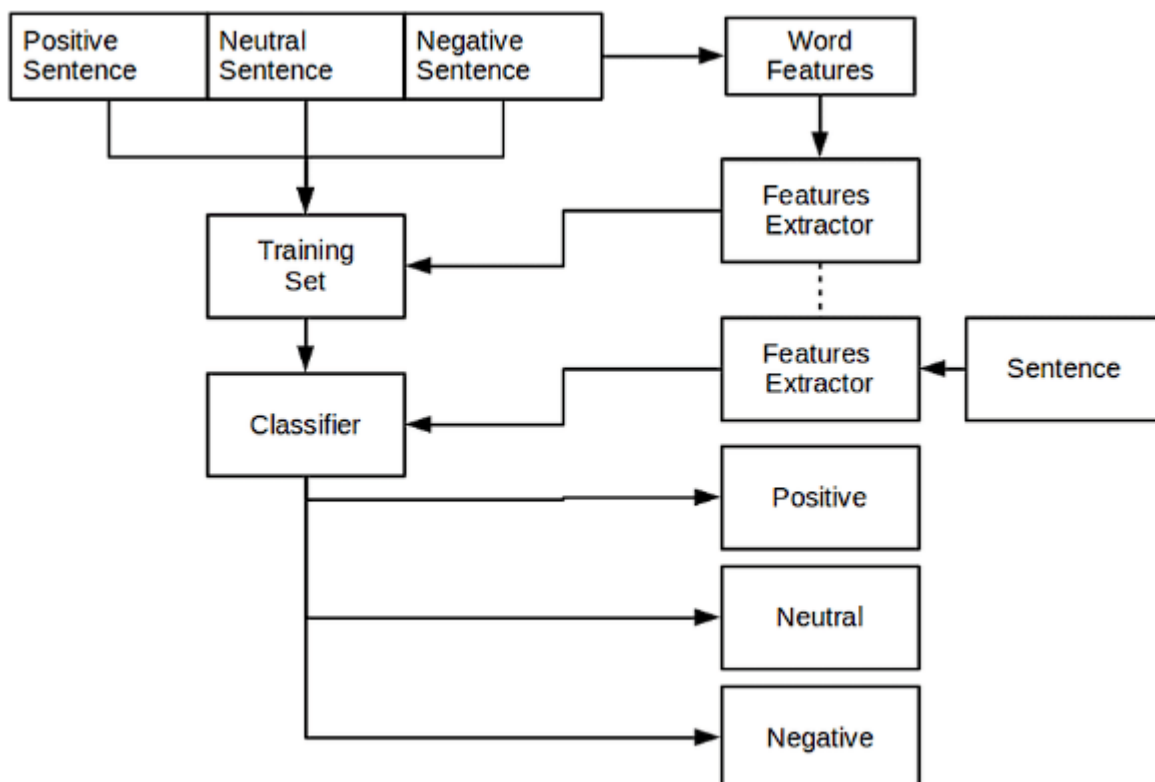 Positive
Sentence
Neutral
Sentence
Negative
Sentence
Word
Features
Features
Extractor
Training
Set
Features
Extractor
Sentence
Classifier
Positive
Neutral
Negative